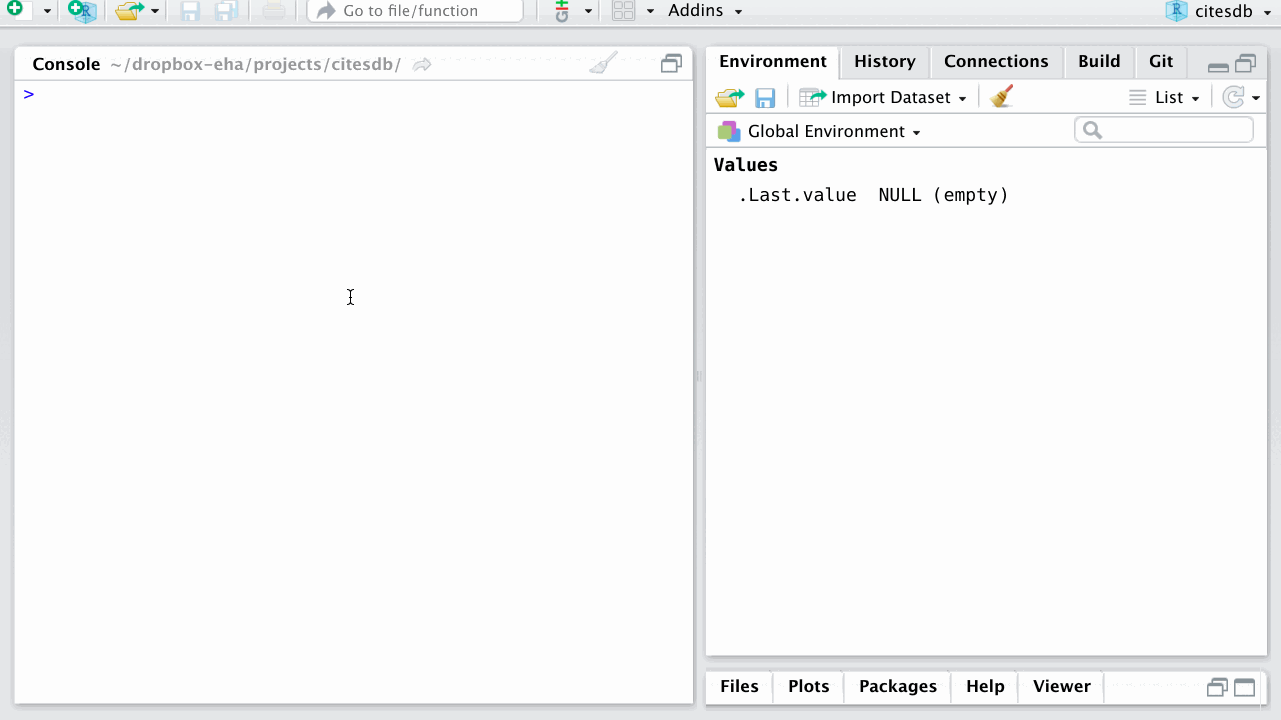 Go to file/function Addins citesdb
Console ~/dropbox-eha/projects/citesdb/
>
Environment History Connections Build Git
Import Dataset List
Global Environment
Values
.Last.value NULL (empty)
Files Plots Packages Help Viewer